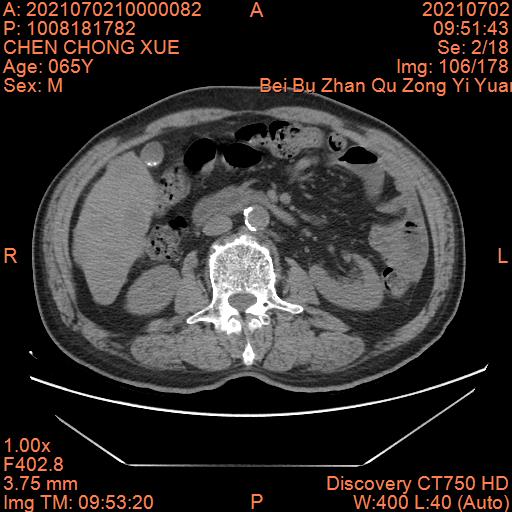 A: 2021070210000082
A
20210702
P: 1008181782
09:51:43
CHEN CHONG XUE
Se: 2/18
Age: 065Y
Img: 106/178
Sex: M
Bei Bu Zhan Qu Zong Yi Yuan
R
L
1.00x
F402.8
3.75 mm
Discovery CT750 HD
Img TM: 09:53:20
P
W:400 L:40 (Auto)